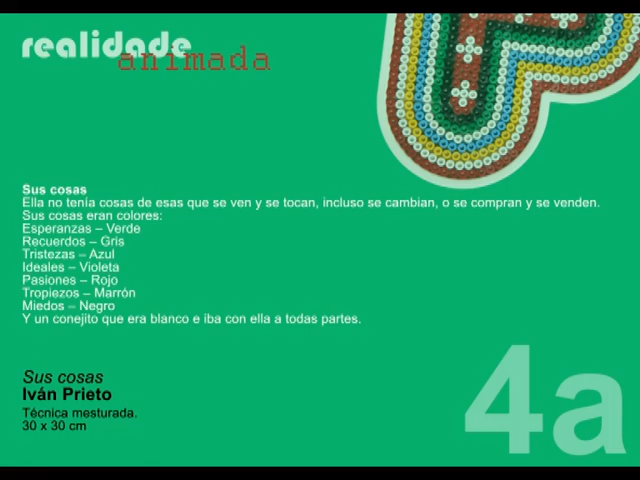 realidade
animada
Sus cosas
Ella no tenía cosas de esas que se ven y se tocan, incluso se cambian, o se compran y se venden.
Sus cosas eran colores:
Esperanzas – Verde
Recuerdos – Gris
Tristezas – Azul
Ideales – Violeta
Pasiones – Rojo
Tropiezos – Marrón
Miedos – Negro
Y un conejito que era blanco e iba con ella a todas partes.
Sus cosas
Iván Prieto
Técnica mesturada.
30 x 30 cm
4a